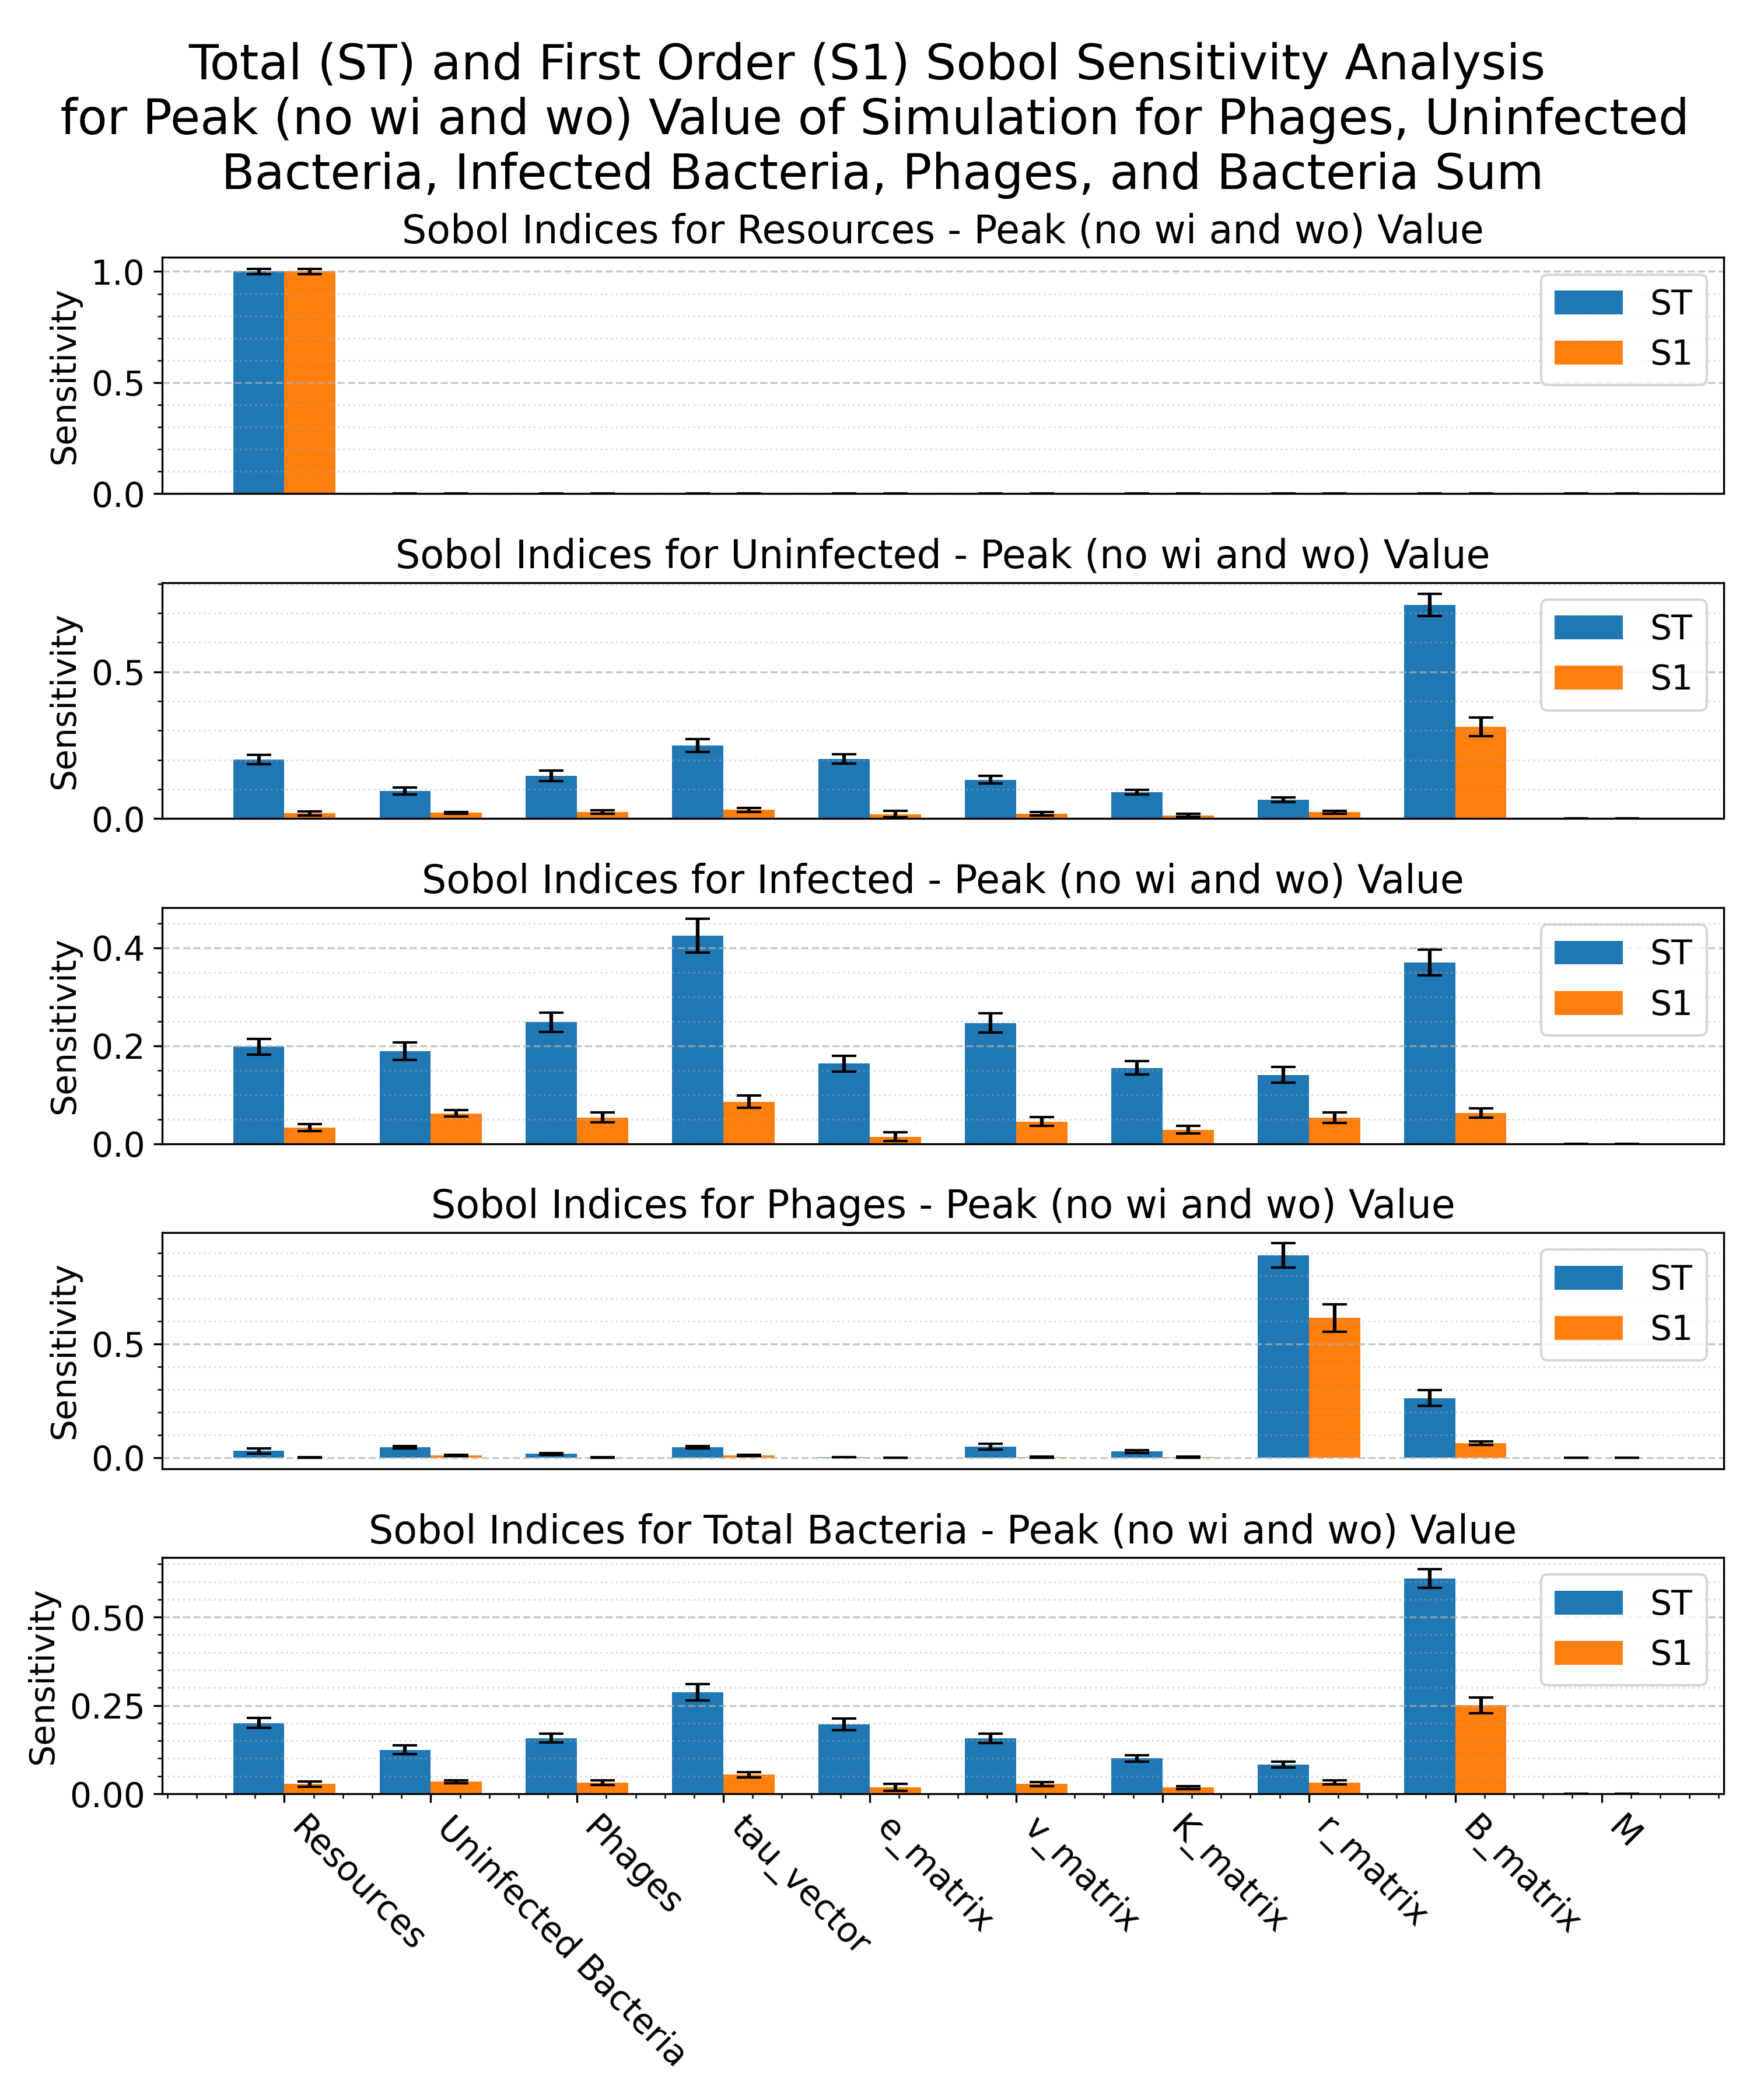 Total (ST) and First Order (S1) Sobol Sensitivity Analysis
for Peak (no wi and wo) Value of Simulation for Phages, Uninfected
Bacteria, Infected Bacteria, Phages, and Bacteria Sum
Sobol Indices for Resources - Peak (no wi and wo) Value
Sensitivity
1.0
0.5
0.0
ST
S1
Sobol Indices for Uninfected - Peak (no wi and wo) Value
Sensitivity
0.5
0.0
ST
S1
Sobol Indices for Infected - Peak (no wi and wo) Value
Sensitivity
0.4
0.2
0.0
ST
S1
Sobol Indices for Phages - Peak (no wi and wo) Value
Sensitivity
0.5
0.0
ST
S1
Sobol Indices for Total Bacteria - Peak (no wi and wo) Value
Sensitivity
0.50
0.25
0.00
ST
S1
Resources
Uninfected Bacteria
Phages
tau_vector
e_matrix
v_matrix
K_matrix
r_matrix
B_matrix
M